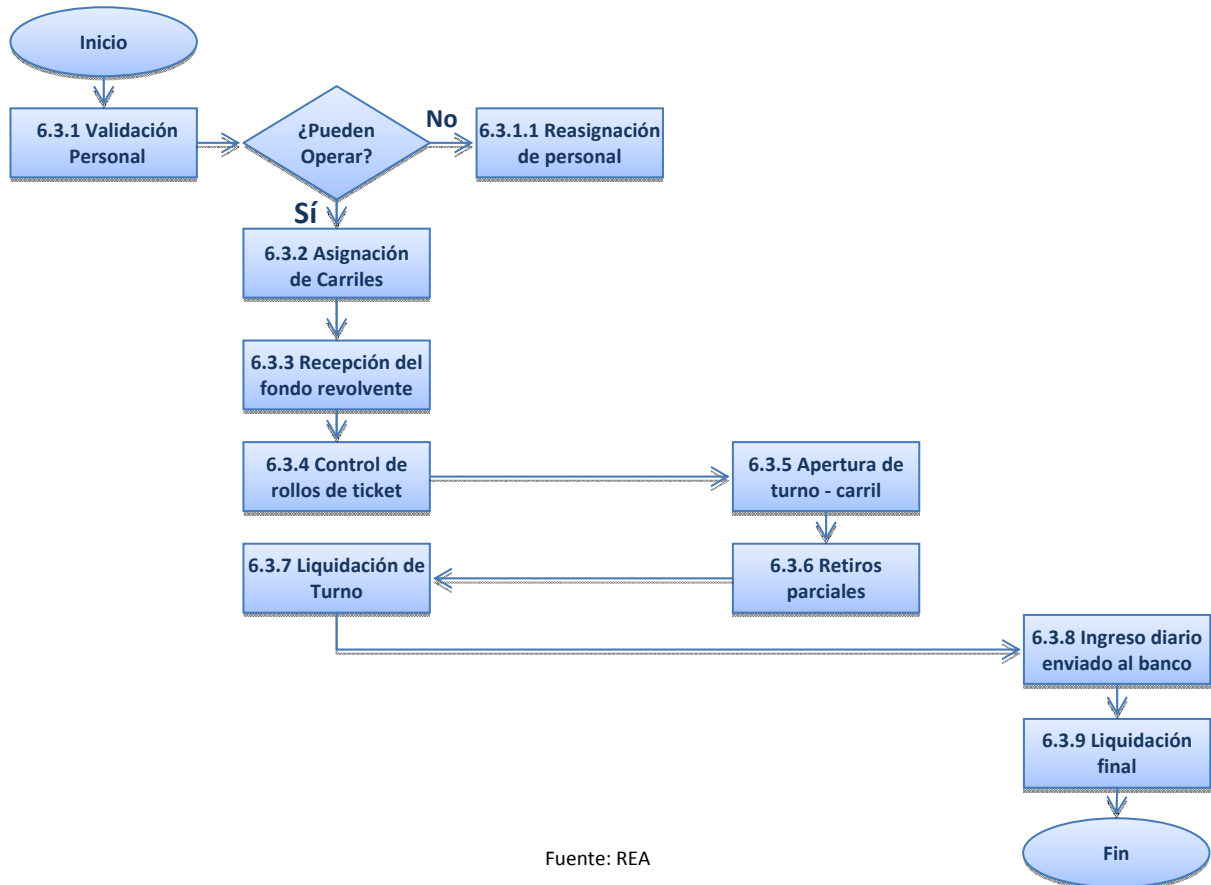 Inicio
6.3.1 Validación
Personal
¿Pueden
Operar?
No
6.3.1.1 Reasignación
de personal
Sí
6.3.2 Asignación
de Carriles
6.3.3 Recepción del
fondo revolvente
6.3.4 Control de
rollos de ticket
6.3.5 Apertura de
turno - carril
6.3.6 Retiros
parciales
6.3.7 Liquidación de
Turno
6.3.8 Ingreso diario
enviado al banco
6.3.9 Liquidación
final
Fin
Fuente: REA